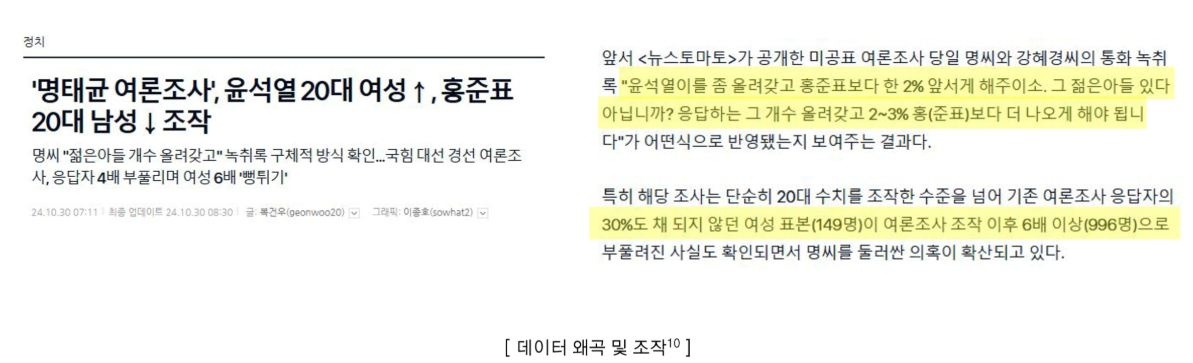 정치
'명태균 여론조사', 윤석열 20대 여성↑, 홍준표
20대 남성↓조작
명씨 "젊은아들 개수 올려갖고" 녹취록 구체적 방식 확인...국힘 대선 경선 여론조
사, 응답자 4배 부풀리며 여성 6배 '뻥튀기'
24.10.30 07:11 | 최종 업데이트 24.10.30 08:30 | 글: 복건우(geonwoo20) 그래픽: 이종호(sowhat2)
앞서 <뉴스토마토>가 공개한 미공표 여론조사 당일 명씨와 강혜경씨의 통화 녹취
록 "윤석열이를 좀 올려갖고 홍준표보다 한 2% 앞서게 해주이소. 그 젊은아들 있다
아닙니까? 응답하는 그 개수 올려갖고 2~3% 홍(준표)보다 더 나오게 해야 됩니
다"가 어떤식으로 반영됐는지 보여주는 결과다.
특히 해당 조사는 단순히 20대 수치를 조작한 수준을 넘어 기존 여론조사 응답자의
30%도 채 되지 않던 여성 표본(149명)이 여론조사 조작 이후 6배 이상(996명)으로
부풀려진 사실도 확인되면서 명씨를 둘러싼 의혹이 확산되고 있다.
[ 데이터 왜곡 및 조작10 ]